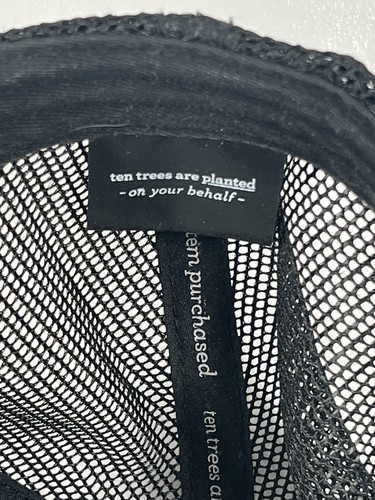 ten trees are planted
- on your behalf -
item purchased
ten trees